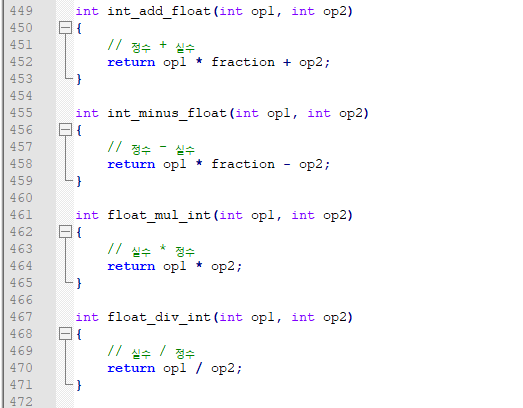 449 int int_add_float(int op1, int op2)
450 {
451 // 정수 + 실수
452 return op1 * fraction + op2;
453 }
454
455 int int_minus_float(int op1, int op2)
456 {
457 // 정수 - 실수
458 return op1 * fraction - op2;
459 }
460
461 int float_mul_int(int op1, int op2)
462 {
463 // 실수 * 정수
464 return op1 * op2;
465 }
466
467 int float_div_int(int op1, int op2)
468 {
469 // 실수 / 정수
470 return op1 / op2;
471 }
472